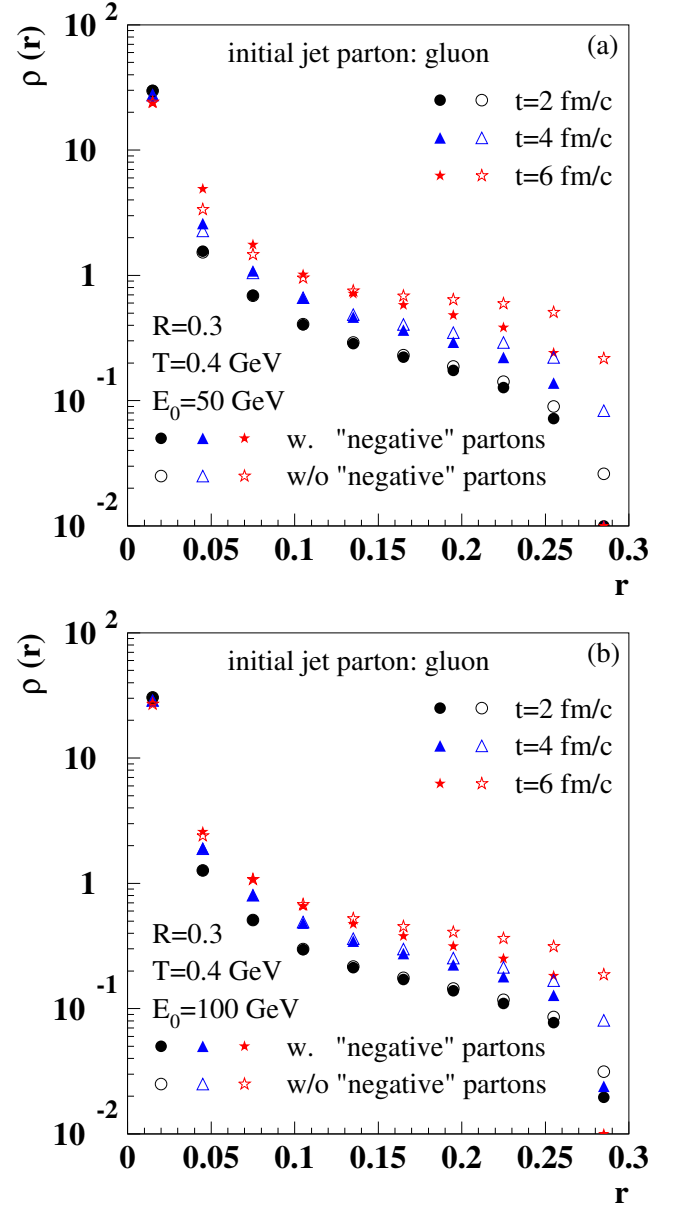 10 2
ρ (r)
initial jet parton: gluon
(a)
t=2 fm/c
10
t=4 fm/c
t=6 fm/c
1
R=0.3
T=0.4 GeV
10 -1
E0=50 GeV
w. "negative" partons
w/o "negative" partons
10 -2
0 0.05 0.1 0.15 0.2 0.25 0.3
r
10 2
ρ (r)
initial jet parton: gluon
(b)
t=2 fm/c
10
t=4 fm/c
t=6 fm/c
1
R=0.3
T=0.4 GeV
10 -1
E0=100 GeV
w. "negative" partons
w/o "negative" partons
10 -2
0 0.05 0.1 0.15 0.2 0.25 0.3
r